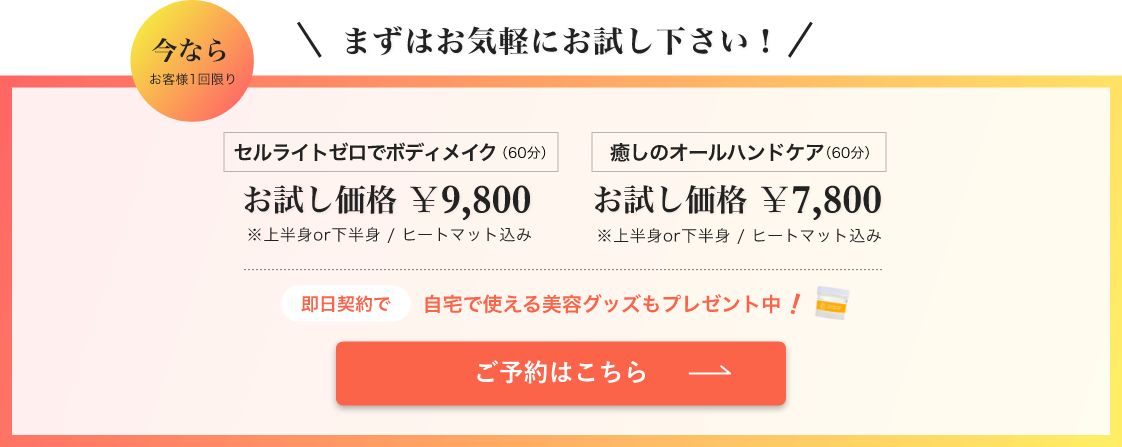 今なら
お客様1回限り
\ まずはお気軽にお試し下さい！ /
セルライトゼロでボディメイク（60分）
お試し価格 ￥9,800
※上半身or下半身 / ヒートマット込み
癒しのオールハンドケア（60分）
お試し価格 ￥7,800
※上半身or下半身 / ヒートマット込み
即日契約で 自宅で使える美容グッズもプレゼント中！
ご予約はこちら